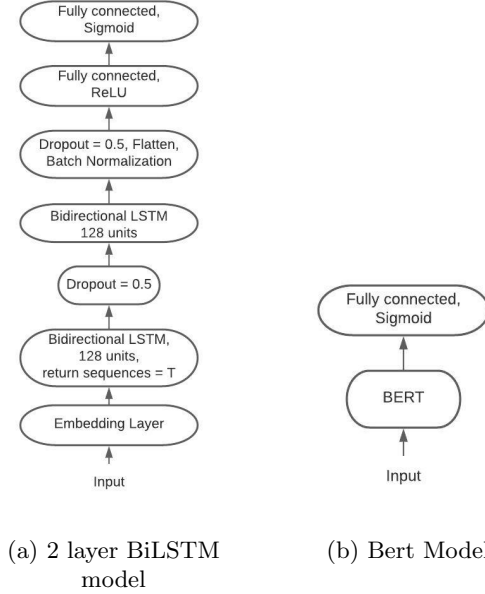 Fully connected,
Sigmoid
Fully connected,
ReLU
Dropout = 0.5, Flatten,
Batch Normalization
Bidirectional LSTM
128 units
Dropout = 0.5
Bidirectional LSTM,
128 units,
return sequences = T
Embedding Layer
Input
(a) 2 layer BiLSTM
model
Fully connected,
Sigmoid
BERT
Input
(b) Bert Model